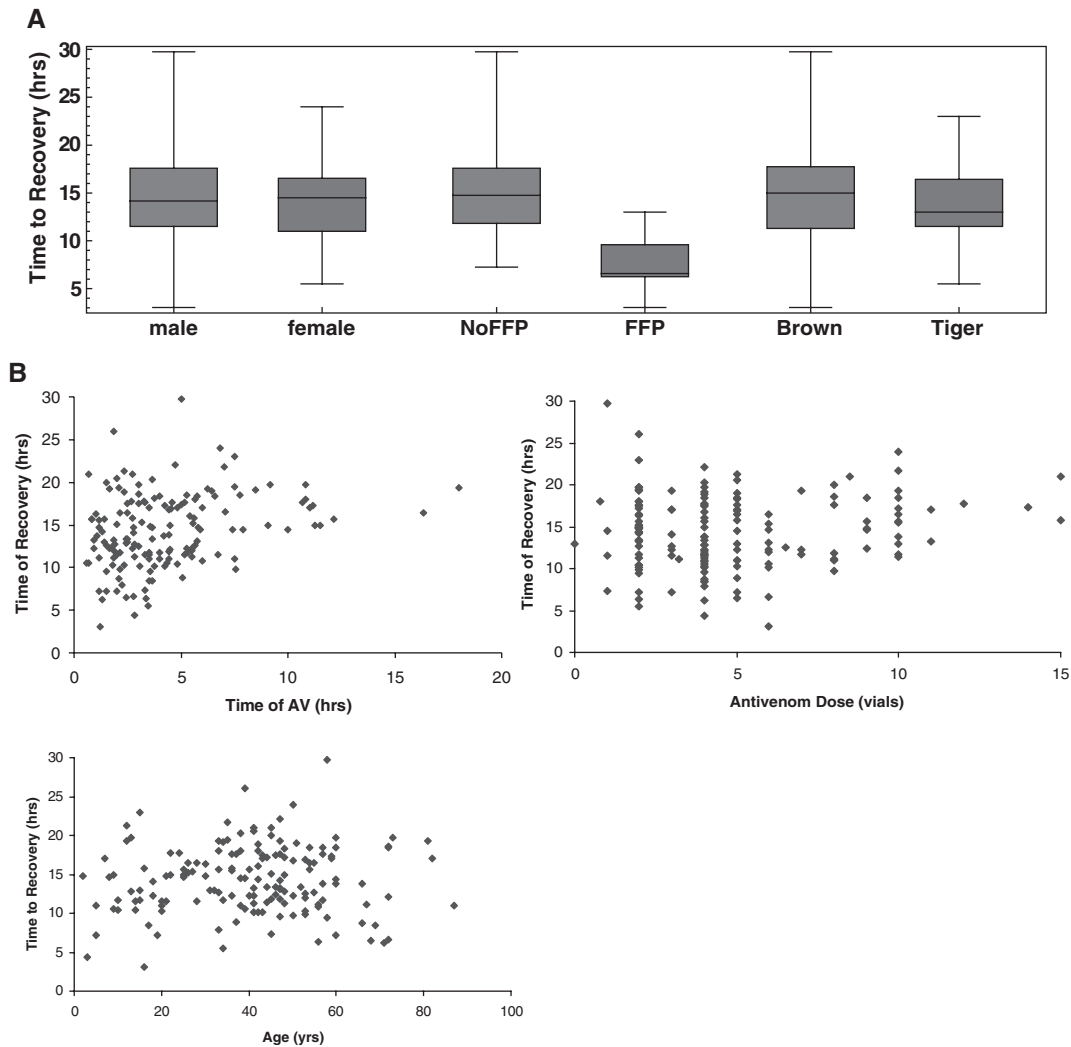 A
Time to Recovery (hrs)
30
25
20
15
10
5
male female NoFFP FFP Brown Tiger
B
Time of Recovery (hrs)
30
25
20
15
10
5
0
0 5 10 15 20
Time of AV (hrs)
Time of Recovery (hrs)
30
25
20
15
10
5
0
0 5 10 15
Antivenom Dose (vials)
Time to Recovery (hrs)
30
25
20
15
10
5
0
0 20 40 60 80 100
Age (yrs)